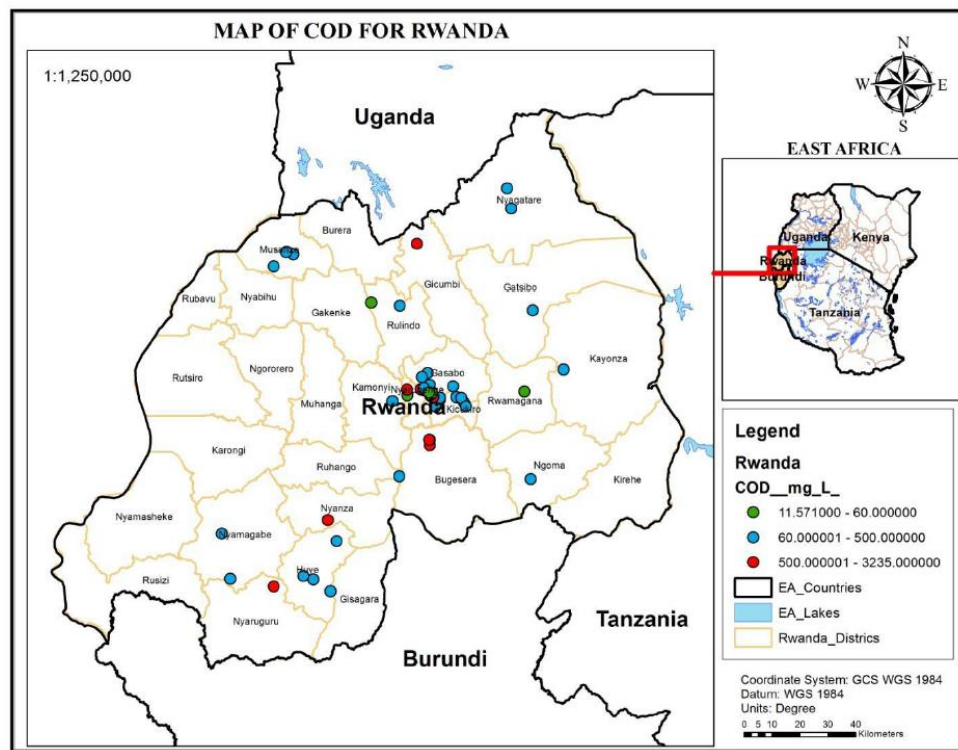 MAP OF COD FOR RWANDA
1:1,250,000
Uganda
Nyagatare
Burera
Musanze
Gicumbi
Rubavu
Nyabihu
Gakenke
Gatsibo
Rulindo
Kayonza
Rutsiro
Ngororero
Gasabo
Kamonyi
Rwamagana
Muhanga
Rwanda
Kicukiro
Karongi
Ruhango
Bugesera
Ngoma
Kirehe
Nyamasheke
Nyanza
Nyamagabe
Rusizi
Huye
Gisagara
Nyaruguru
Tanzania
Burundi
N
W
E
S
EAST AFRICA
Uganda
Kenya
Rwanda
Burundi
Tanzania
Legend
Rwanda
COD__mg_L_
11.571000 - 60.000000
60.000001 - 500.000000
500.000001 - 3235.000000
EA_Countries
EA_Lakes
Rwanda_Districs
Coordinate System: GCS WGS 1984
Datum: WGS 1984
Units: Degree
0 5 10 20 30 40
Kilometers